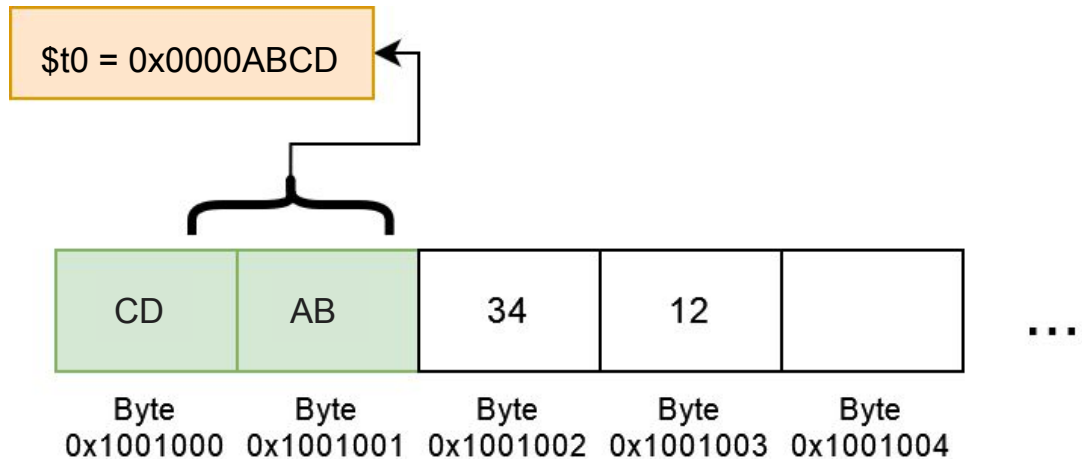 $t0 = 0x0000ABCD
CD AB 34 12
...
Byte Byte Byte Byte Byte
0x1001000 0x1001001 0x1001002 0x1001003 0x1001004